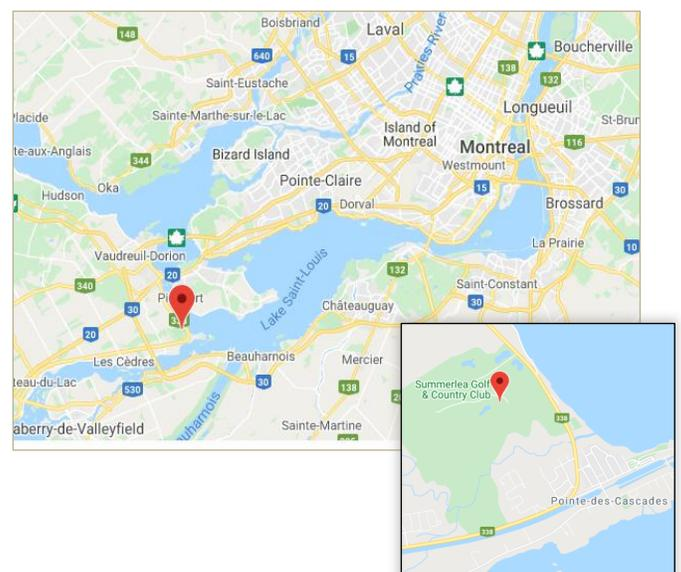 Boisbriand
Laval
148
640
15
Prairies River
Boucherville
138
132
Saint-Eustache
Longueuil
Sainte-Marthe-sur-le-Lac
Island of
Montreal
116
St-Brun
te-aux-Anglais
344
Bizard Island
Montreal
Westmount
Oka
Pointe-Claire
15
30
Hudson
20
Dorval
Brossard
La Prairie
10
Vaudreuil-Dorion
20
Lake Saint-Louis
132
340
Saint-Constant
30
30
Châteauguay
20
Les Cèdres
Beauharnois
Mercier
teau-du-Lac
530
30
138
auharnois
Sainte-Martine
aberry-de-Valleyfield
Summerlea Golf
& Country Club
338
Pointe-des-Cascades
338